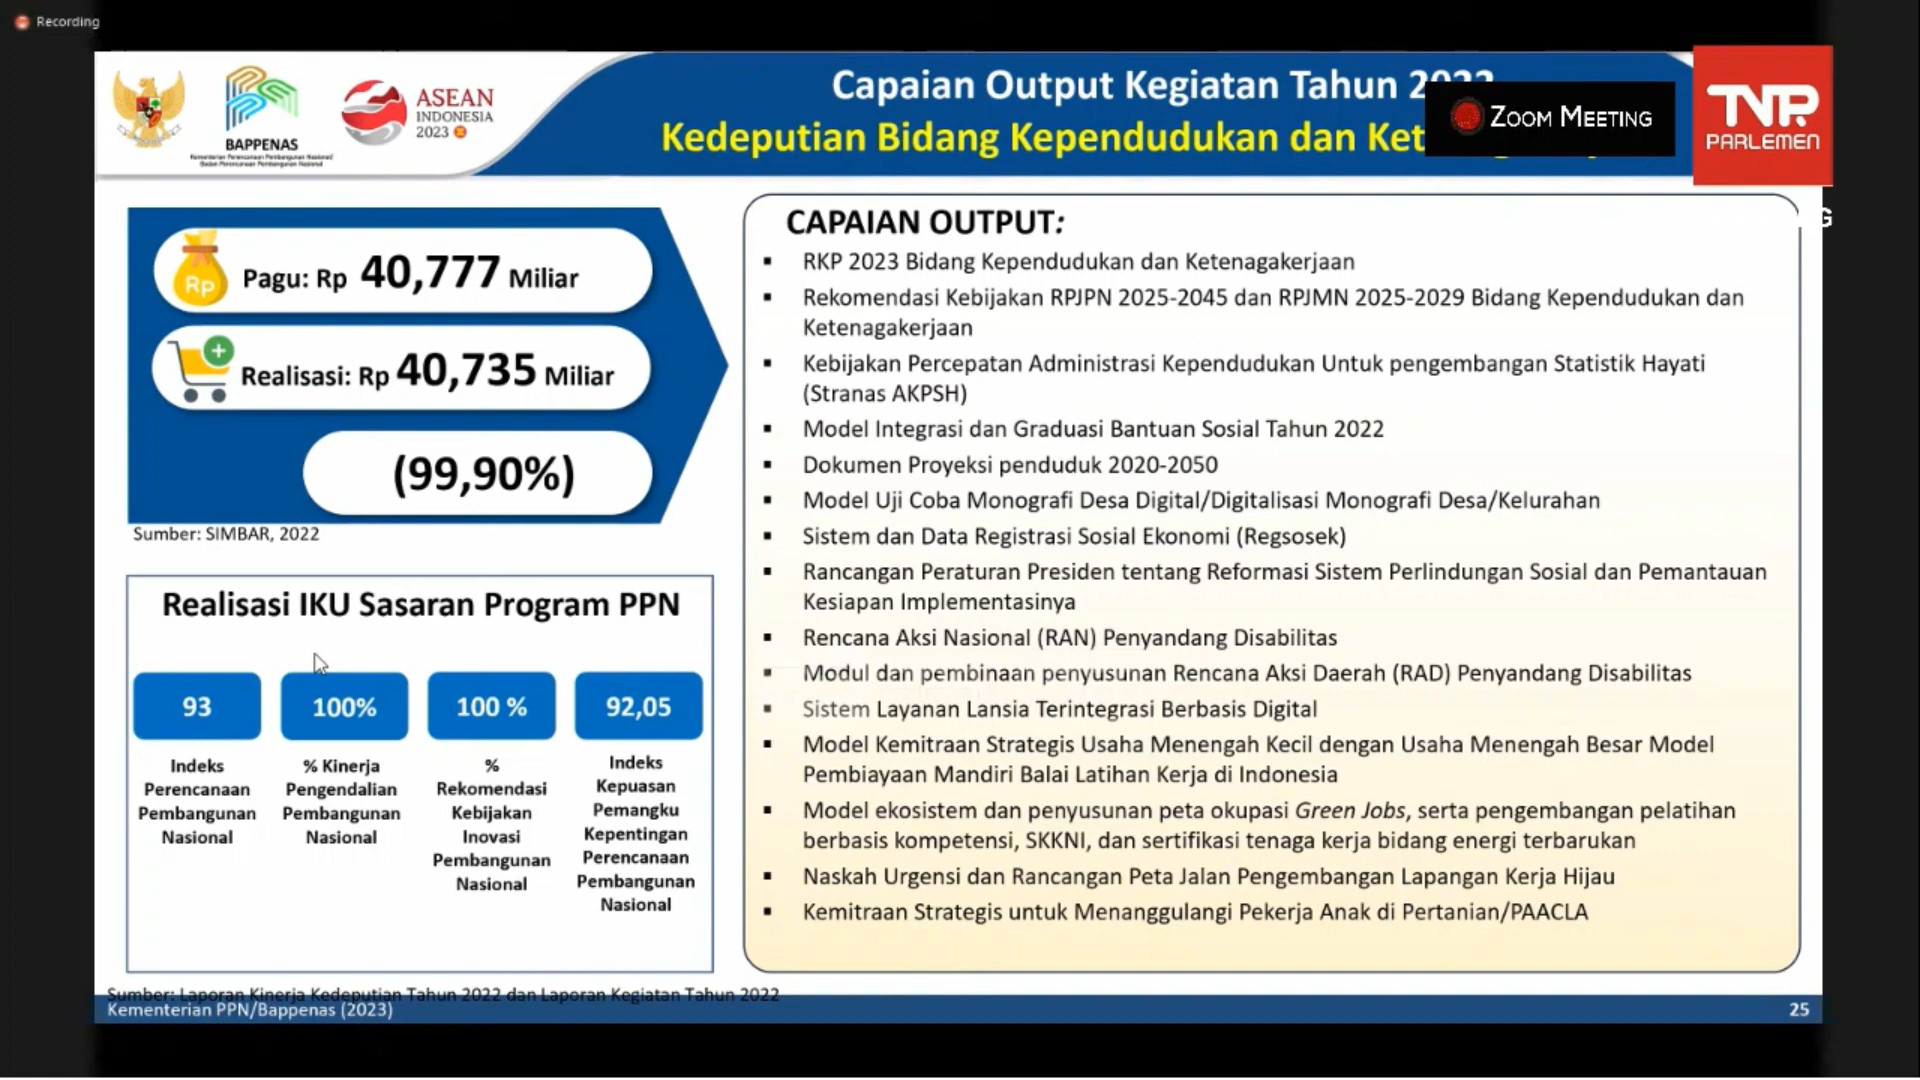 Recording
BAPPENAS
Kementerian Perencanaan Pembangunan Nasional/
Badan Perencanaan Pembangunan Nasional
ASEAN
INDONESIA
2023
Capaian Output Kegiatan Tahun 2022
Kedeputian Bidang Kependudukan dan
ZOOM MEETING
TVP.
PARLEMEN
G
Rp
Pagu: Rp 40,777 Miliar
Realisasi: Rp 40,735 Miliar
(99,90%)
Sumber: SIMBAR, 2022
Realisasi IKU Sasaran Program PPN
93
100%
100 %
92,05
Indeks
Perencanaan
Pembangunan
Nasional
% Kinerja
Pengendalian
Pembangunan
Nasional
%
Rekomendasi
Kebijakan
Inovasi
Pembangunan
Nasional
Indeks
Kepuasan
Pemangku
Kepentingan
Perencanaan
Pembangunan
Nasional
CAPAIAN OUTPUT:
▪ RKP 2023 Bidang Kependudukan dan Ketenagakerjaan
▪ Rekomendasi Kebijakan RPJPN 2025-2045 dan RPJMN 2025-2029 Bidang Kependudukan dan
Ketenagakerjaan
▪ Kebijakan Percepatan Administrasi Kependudukan Untuk pengembangan Statistik Hayati
(Stranas AKPSH)
▪ Model Integrasi dan Graduasi Bantuan Sosial Tahun 2022
▪ Dokumen Proyeksi penduduk 2020-2050
▪ Model Uji Coba Monografi Desa Digital/Digitalisasi Monografi Desa/Kelurahan
▪ Sistem dan Data Registrasi Sosial Ekonomi (Regsosek)
▪ Rancangan Peraturan Presiden tentang Reformasi Sistem Perlindungan Sosial dan Pemantauan
Kesiapan Implementasinya
▪ Rencana Aksi Nasional (RAN) Penyandang Disabilitas
▪ Modul dan pembinaan penyusunan Rencana Aksi Daerah (RAD) Penyandang Disabilitas
▪ Sistem Layanan Lansia Terintegrasi Berbasis Digital
▪ Model Kemitraan Strategis Usaha Menengah Kecil dengan Usaha Menengah Besar Model
Pembiayaan Mandiri Balai Latihan Kerja di Indonesia
▪ Model ekosistem dan penyusunan peta okupasi Green Jobs, serta pengembangan pelatihan
berbasis kompetensi, SKKNI, dan sertifikasi tenaga kerja bidang energi terbarukan
▪ Naskah Urgensi dan Rancangan Peta Jalan Pengembangan Lapangan Kerja Hijau
▪ Kemitraan Strategis untuk Menanggulangi Pekerja Anak di Pertanian/PAACLA
Sumber: Laporan Kinerja Kedeputian Tahun 2022 dan Laporan Kegiatan Tahun 2022
Kementerian PPN/Bappenas (2023)
25